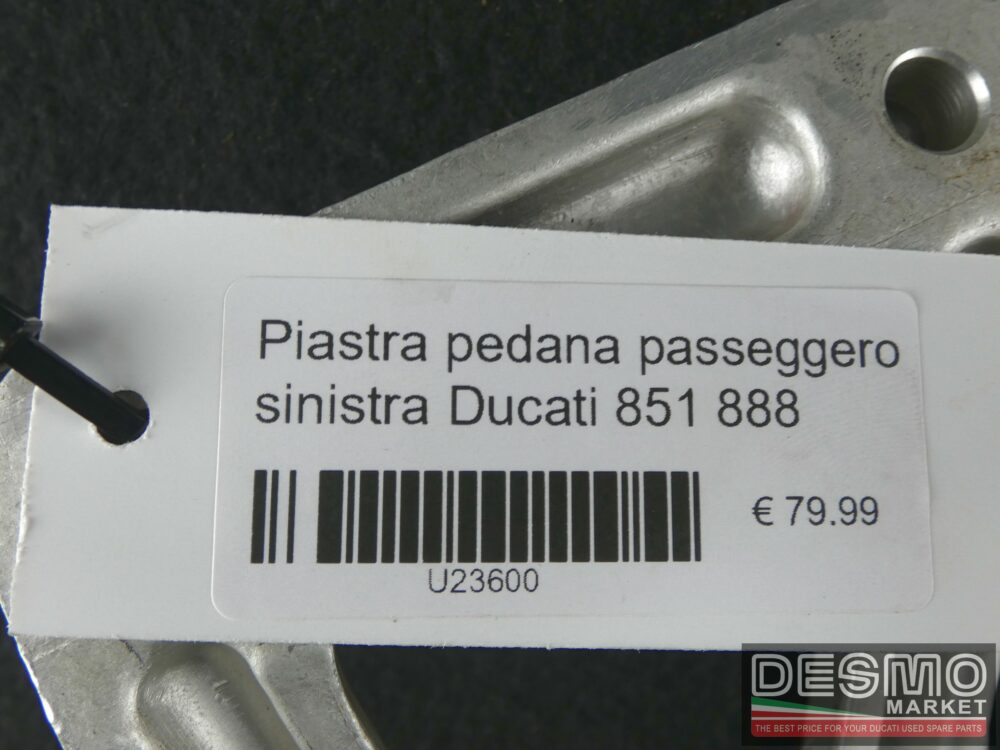 Piastra pedana passeggero
sinistra Ducati 851 888
€ 79.99
U23600
DESMO
MARKET
THE BEST PRICE FOR YOUR DUCATI USED SPARE PARTS